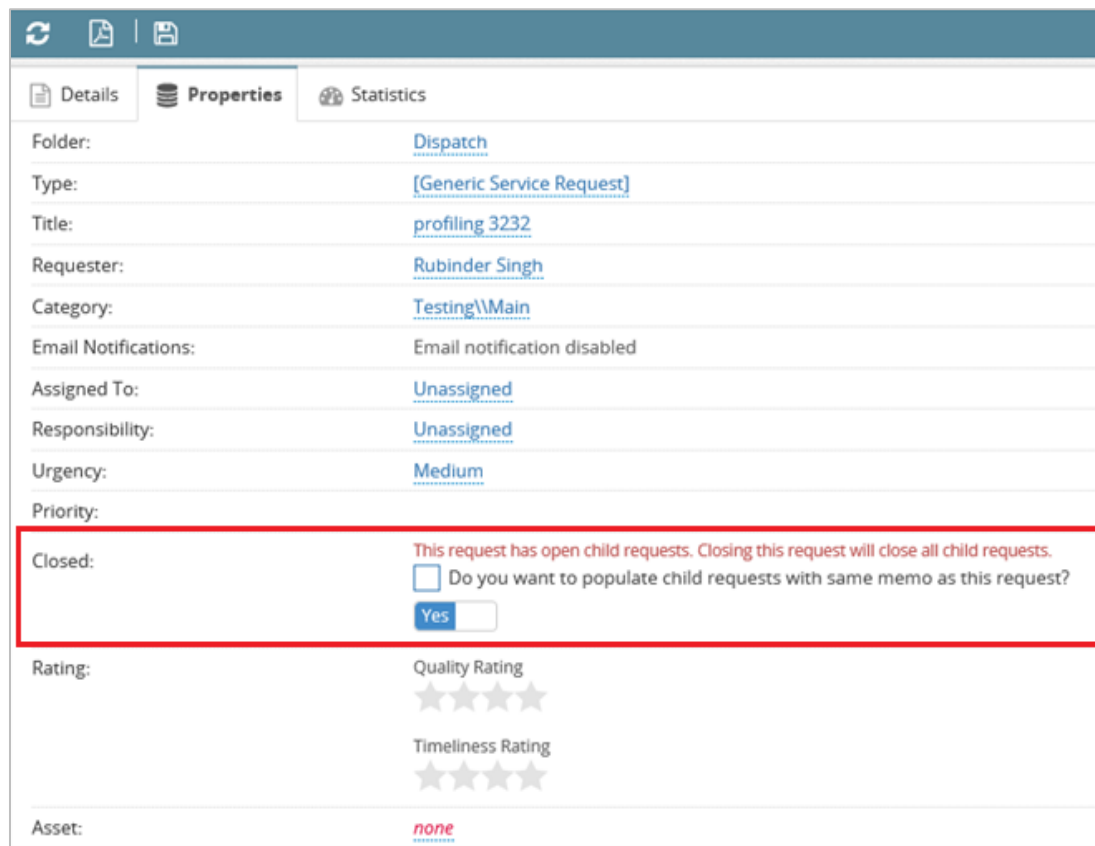 Details Properties Statistics
Folder: Dispatch
Type: [Generic Service Request]
Title: profiling 3232
Requester: Rubinder Singh
Category: Testing\\Main
Email Notifications: Email notification disabled
Assigned To: Unassigned
Responsibility: Unassigned
Urgency: Medium
Priority:
Closed: This request has open child requests. Closing this request will close all child requests.
Do you want to populate child requests with same memo as this request?
Yes
Rating: Quality Rating
Timeliness Rating
Asset: none